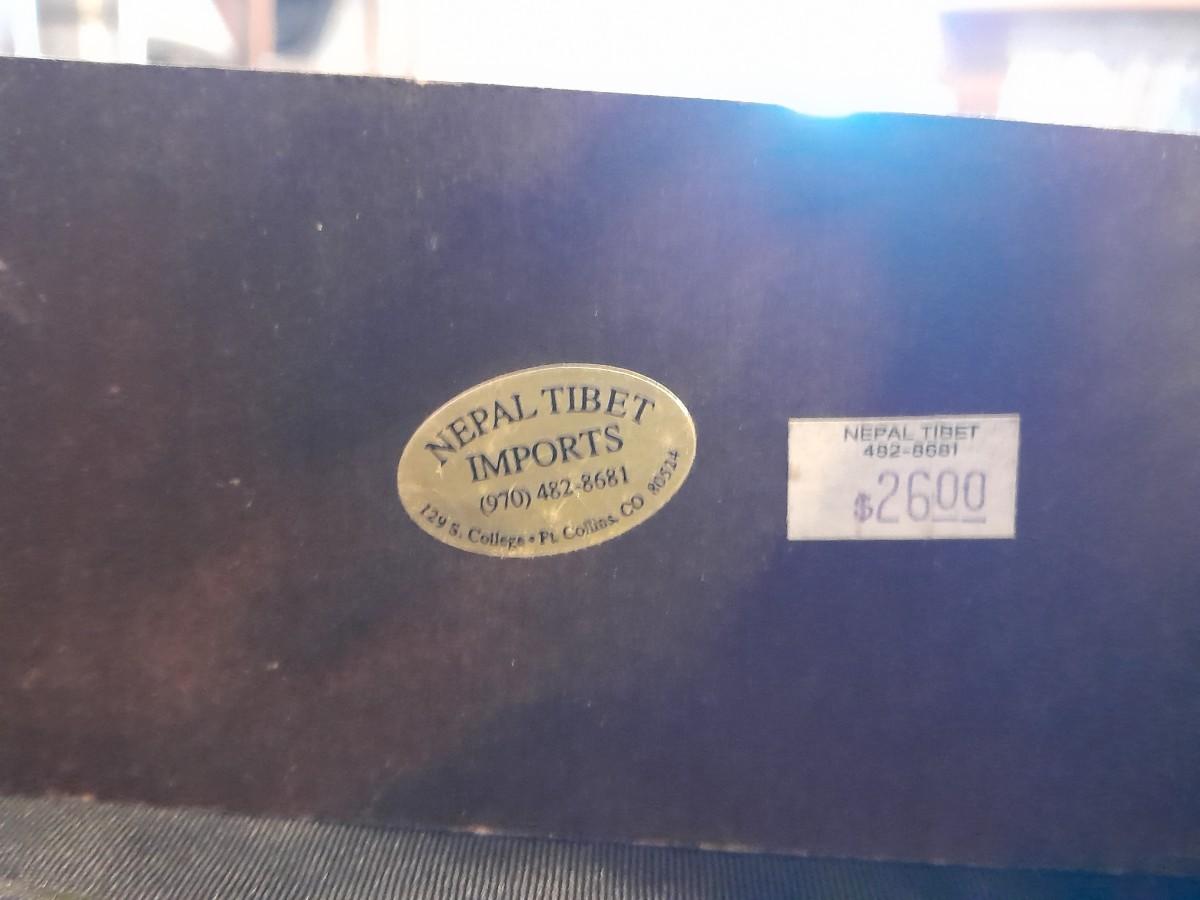 NEPAL TIBET
IMPORTS
(970) 482-8681
129 S. College • Ft. Collins, CO 80524
NEPAL TIBET
482-8681
$2600